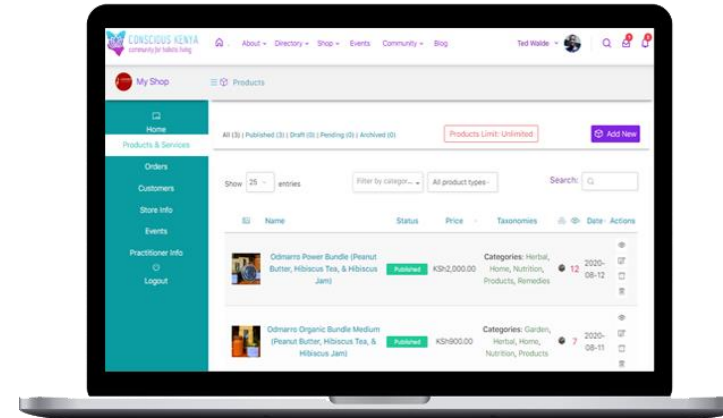 CONSCIOUS KENYA
community for holistic living
About Directory Shop Events Community Blog
Ted Walde
My Shop
Products
Home
Products & Services
Orders
Customers
Store Info
Events
Practitioner Info
Logout
All (3) | Published (3) | Draft (0) | Pending (0) | Archived (0)
Products Limit: Unlimited
Add New
Show 25 entries
Filter by categor...
All product types
Search:
Name Status Price Taxonomies Date Actions
Odmarrs Power Bundle (Peanut
Butter, Hibiscus Tea, & Hibiscus
Jam)
Published
KSh2,000.00
Categories: Herbal,
Home, Nutrition,
Products, Remedies
12
2020-
08-12
Odmarrs Organic Bundle Medium
(Peanut Butter, Hibiscus Tea, &
Hibiscus Jam)
Published
KSh900.00
Categories: Garden,
Herbal, Home,
Nutrition, Products
7
2020-
08-11